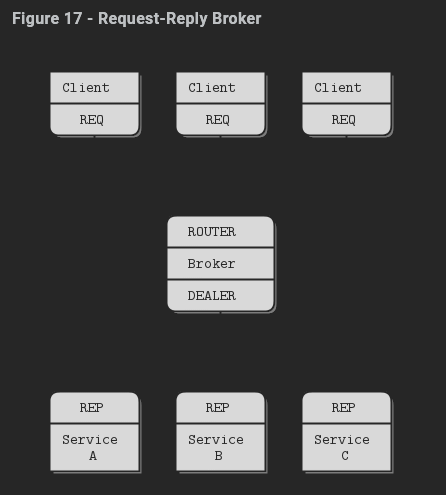 Figure 17 - Request-Reply Broker
Client Client Client
REQ REQ REQ
ROUTER
Broker
DEALER
REP REP REP
Service Service Service
A B C